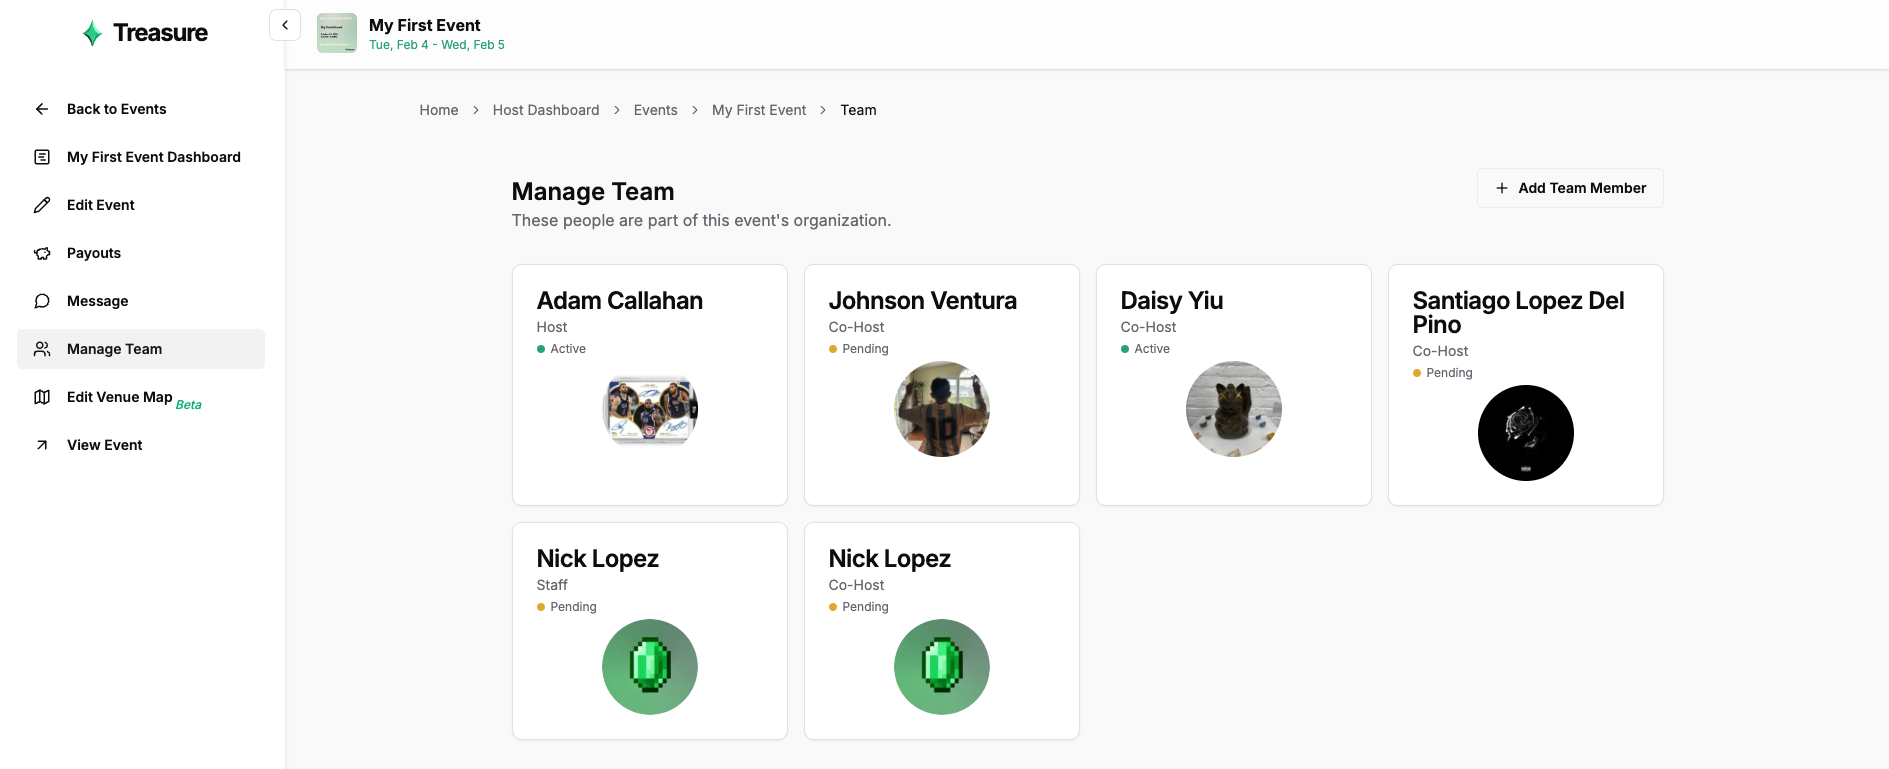 Treasure
My First Event
Tue, Feb 4 - Wed, Feb 5
Back to Events
My First Event Dashboard
Edit Event
Payouts
Message
Manage Team
Edit Venue Map Beta
View Event
Home > Host Dashboard > Events > My First Event > Team
Manage Team
These people are part of this event's organization.
+ Add Team Member
Adam Callahan
Host
Active
Johnson Ventura
Co-Host
Pending
10
Daisy Yiu
Co-Host
Active
Santiago Lopez Del
Pino
Co-Host
Pending
Nick Lopez
Staff
Pending
Nick Lopez
Co-Host
Pending